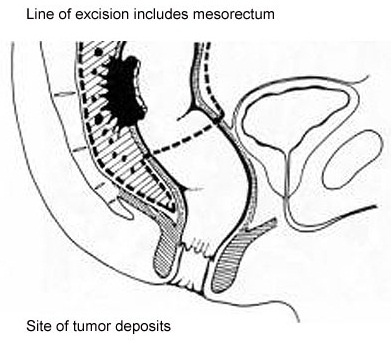 Line of excision includes mesorectum
Site of tumor deposits